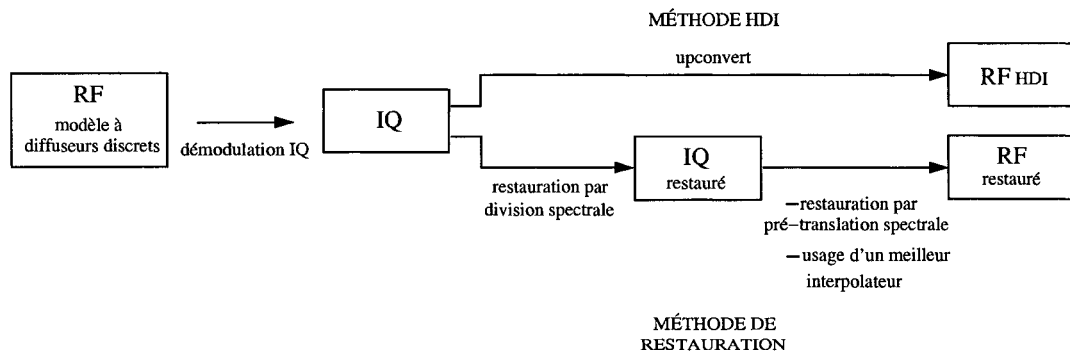 MÉTHODE HDI
upconvert
RF
modèle à
diffuseurs discrets
démodulation IQ
IQ
RF HDI
restauration par
division spectrale
IQ
restauré
–restauration par
pré–translation spectrale
–usage d'un meilleur
interpolateur
RF
restauré
MÉTHODE DE
RESTAURATION